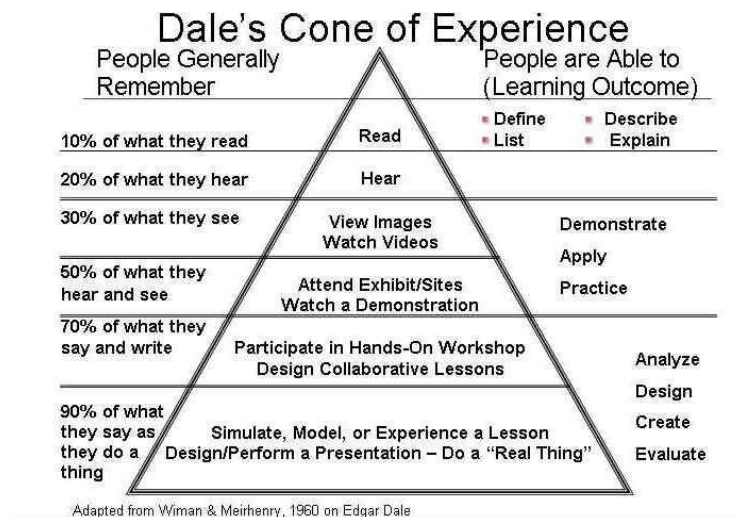 Dale's Cone of Experience
People Generally
Remember
People are Able to
(Learning Outcome)
▪ Define
▪ Describe
▪ List
▪ Explain
10% of what they read
Read
20% of what they hear
Hear
30% of what they see
View Images
Watch Videos
Demonstrate
Apply
Practice
50% of what they
hear and see
Attend Exhibit/Sites
Watch a Demonstration
70% of what they
say and write
Participate in Hands-On Workshop
Design Collaborative Lessons
Analyze
Design
Create
Evaluate
90% of what
they say as
they do a
thing
Simulate, Model, or Experience a Lesson
Design/Perform a Presentation – Do a “Real Thing”
Adapted from Wiman & Meirhenry, 1960 on Edgar Dale